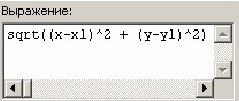 Выражение:
sqrt((x-x1)^2 + (y-y1)^2)